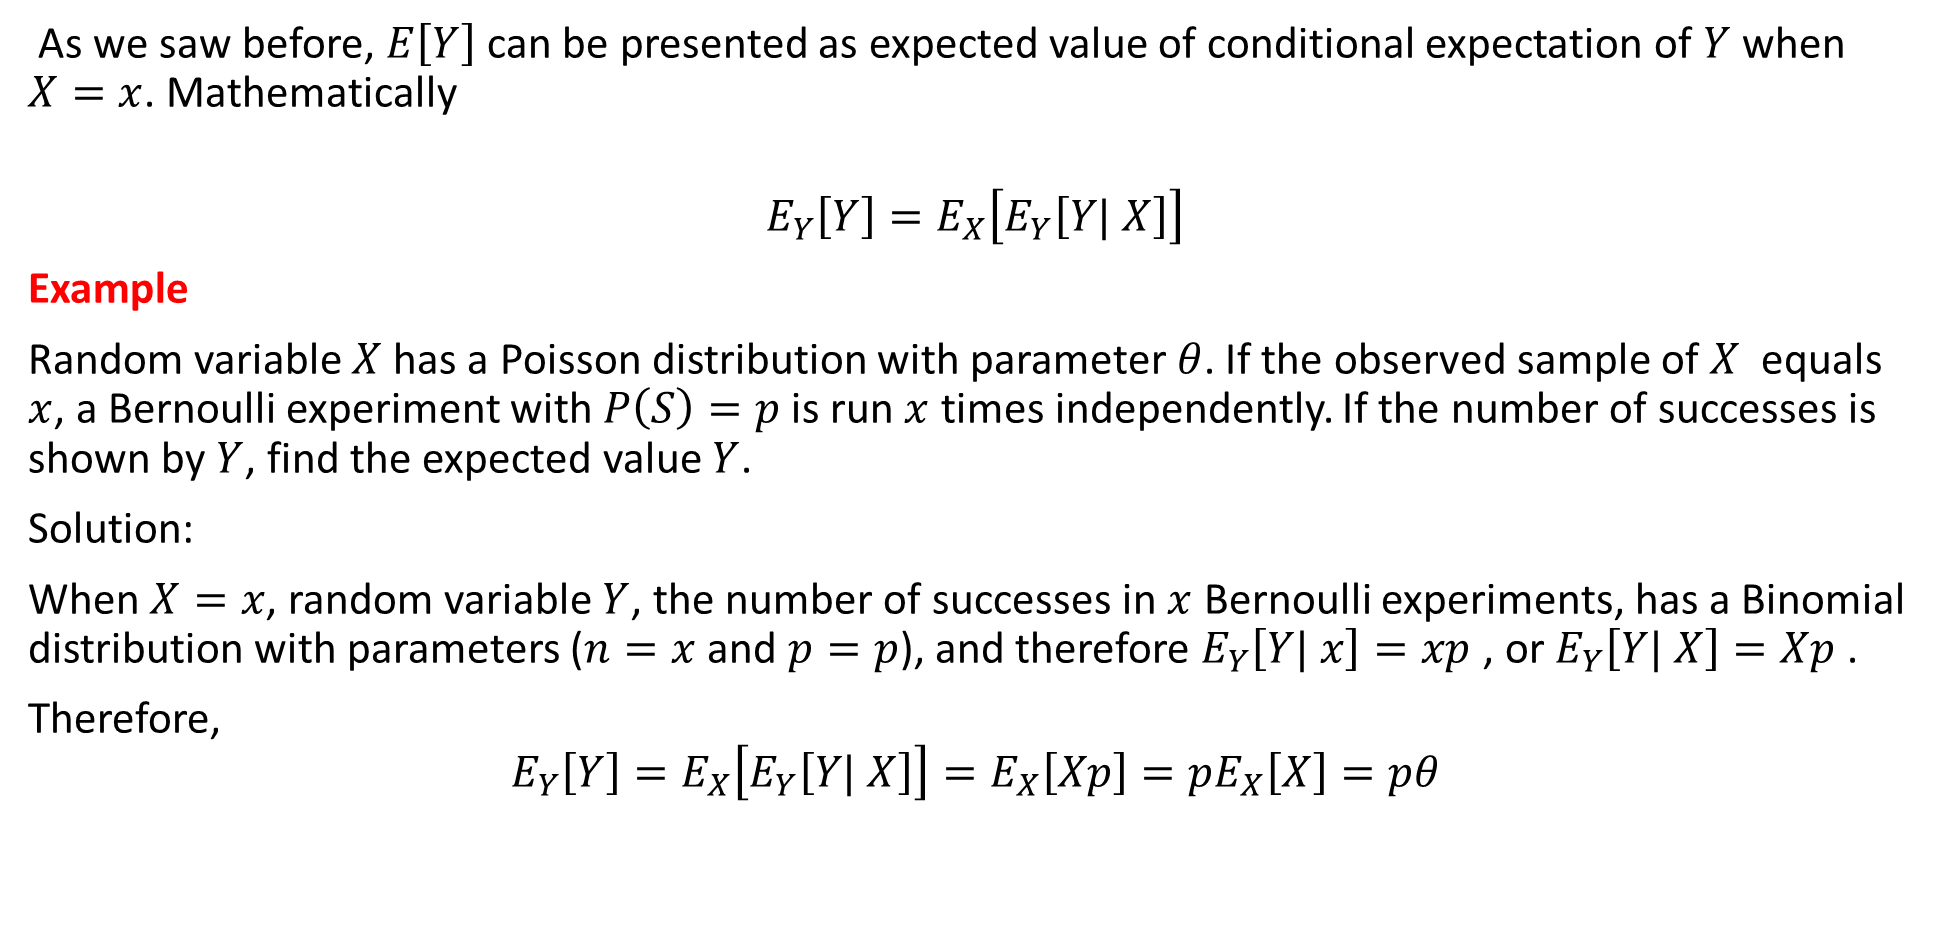 As we saw before, E[Y] can be presented as expected value of conditional expectation of Y when
X = x. Mathematically
E_Y[Y] = E_X[E_Y[Y| X]]
Example
Random variable X has a Poisson distribution with parameter θ. If the observed sample of X equals
x, a Bernoulli experiment with P(S) = p is run x times independently. If the number of successes is
shown by Y, find the expected value Y.
Solution:
When X = x, random variable Y, the number of successes in x Bernoulli experiments, has a Binomial
distribution with parameters (n = x and p = p), and therefore E_Y[Y| x] = xp , or E_Y[Y| X] = Xp .
Therefore,
E_Y[Y] = E_X[E_Y[Y| X]] = E_X[Xp] = pE_X[X] = pθ